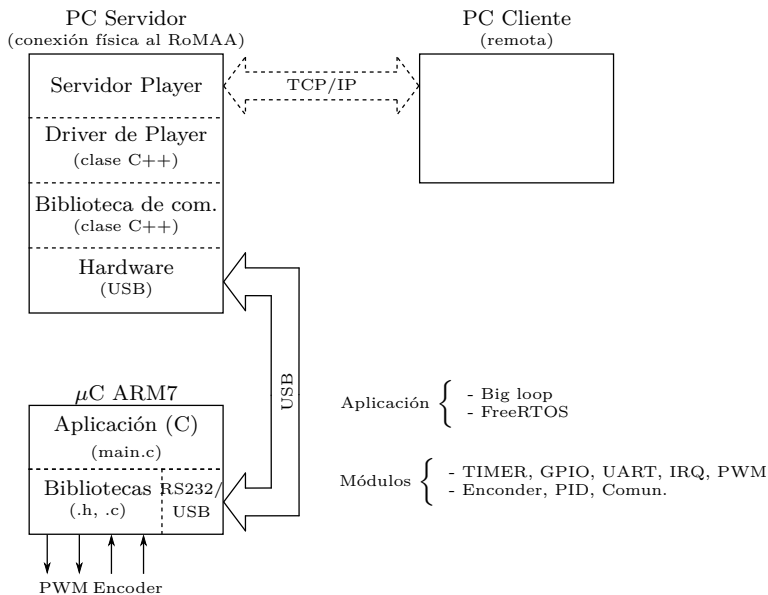 PC Servidor
(conexión física al RoMAA)
PC Cliente
(remota)
Servidor Player
TCP/IP
Driver de Player
(clase C++)
Biblioteca de com.
(clase C++)
Hardware
(USB)
USB
μC ARM7
Aplicación (C)
(main.c)
Bibliotecas
(.h, .c)
RS232/
USB
PWM Encoder
Aplicación
- Big loop
- FreeRTOS
Módulos
- TIMER, GPIO, UART, IRQ, PWM
- Enconder, PID, Comun.